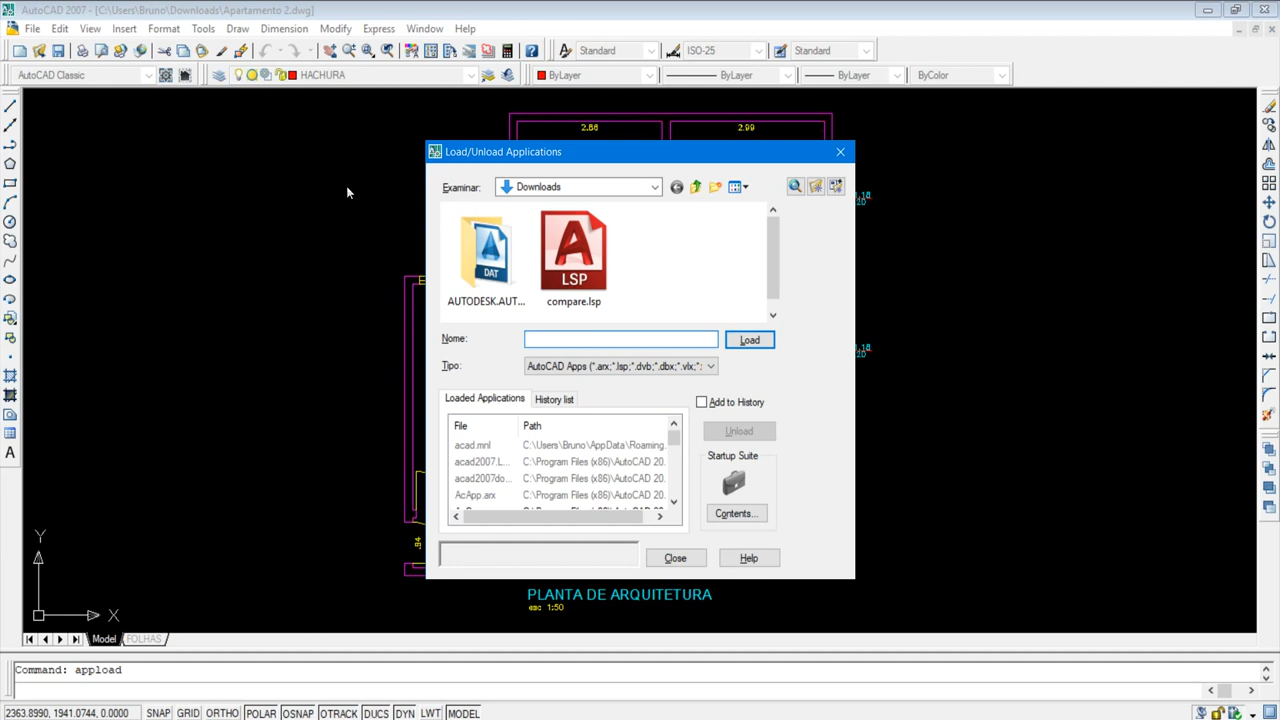 AutoCAD 2007 - [C:\Users\Bruno\Downloads\Apartamento 2.dwg]
File Edit View Insert Format Tools Draw Dimension Modify Express Window Help
Standard ISO-25 Standard
AutoCAD Classic HACHURA ByLayer ByLayer ByLayer ByColor
2.86 2.99
Load/Unload Applications
Examinar: Downloads
DAT LSP
AUTODESK.AUT... compare.lsp
Nome: Load
Tipo: AutoCAD Apps (*.arx;*.lsp;*.dvb;*.dbx;*.vlx;*.
Loaded Applications History list Add to History
File Path
acad.mnl C:\Users\Bruno\AppData\Roaming.
acad2007.L... C:\Program Files (x86)\AutoCAD 20.
acad2007do... C:\Program Files (x86)\AutoCAD 20.
AcApp.arx C:\Program Files (x86)\AutoCAD 20.
Unload
Startup Suite
Contents...
Close Help
.94
Y
X
PLANTA DE ARQUITETURA
esc 1:50
Model FOLHAS
Command: appload
2363.8990, 1941.0744, 0.0000 SNAP GRID ORTHO POLAR OSNAP OTRACK DUCS DYN LWT MODEL